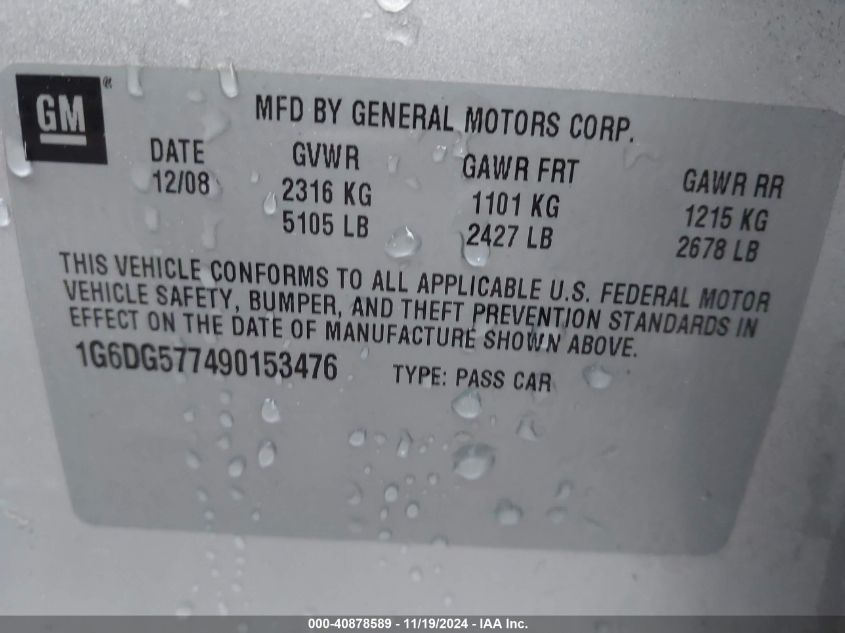 GM®
MFD BY GENERAL MOTORS CORP.
DATE GVWR GAWR FRT GAWR RR
12/08 2316 KG 1101 KG 1215 KG
5105 LB 2427 LB 2678 LB
THIS VEHICLE CONFORMS TO ALL APPLICABLE U.S. FEDERAL MOTOR
VEHICLE SAFETY, BUMPER, AND THEFT PREVENTION STANDARDS IN
EFFECT ON THE DATE OF MANUFACTURE SHOWN ABOVE.
1G6DG577490153476 TYPE: PASS CAR
000-40878589 - 11/19/2024 - IAA Inc.